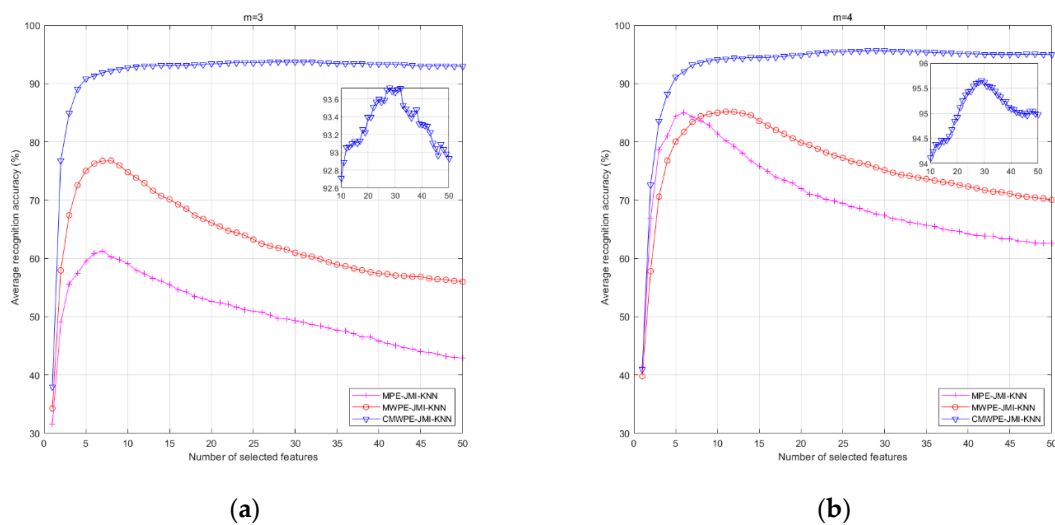 m=3
100
90
80
70
60
50
40
30
Average recognition accuracy (%)
0 5 10 15 20 25 30 35 40 45 50
Number of selected features
93.6
93.4
93.2
93
92.8
92.6
10 20 30 40 50
MPE-JMI-KNN
MWPE-JMI-KNN
CMWPE-JMI-KNN
(a)
m=4
100
90
80
70
60
50
40
30
Average recognition accuracy (%)
0 5 10 15 20 25 30 35 40 45 50
Number of selected features
96
95.5
95
94.5
94
10 20 30 40 50
MPE-JMI-KNN
MWPE-JMI-KNN
CMWPE-JMI-KNN
(b)